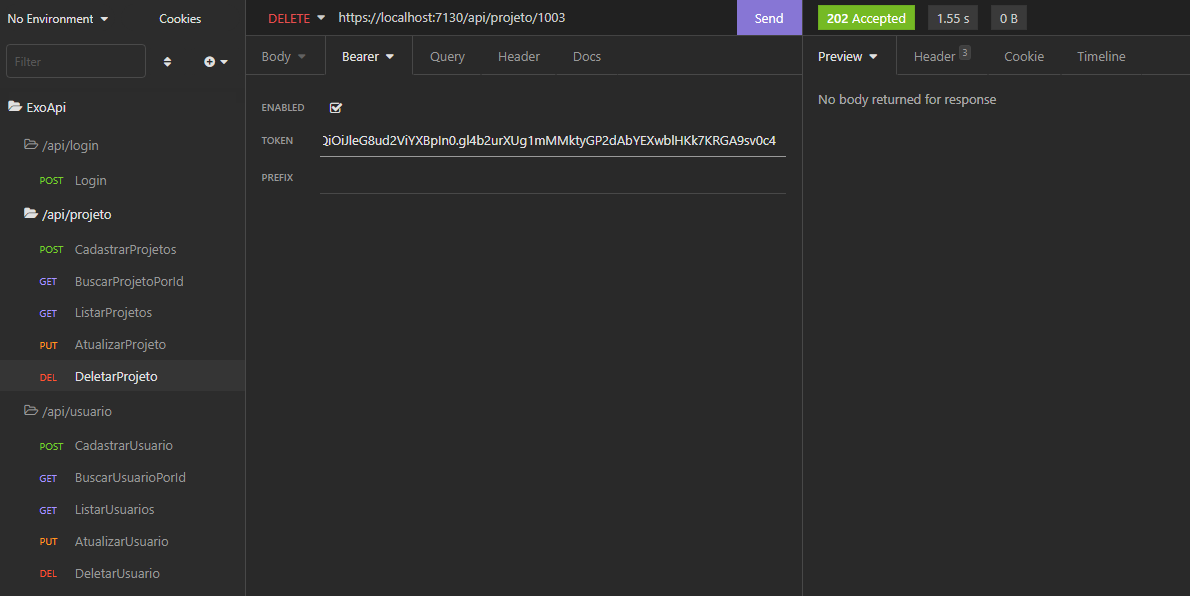 No Environment
Cookies
Filter
ExoApi
/api/login
POST Login
/api/projeto
POST CadastrarProjetos
GET BuscarProjetoPorId
GET ListarProjetos
PUT AtualizarProjeto
DEL DeletarProjeto
/api/usuario
POST CadastrarUsuario
GET BuscarUsuarioPorId
GET ListarUsuarios
PUT AtualizarUsuario
DEL DeletarUsuario
DELETE https://localhost:7130/api/projeto/1003 Send
Body Bearer Query Header Docs
ENABLED
TOKEN QiOiJleG8ud2ViYXBpIn0.gl4b2urXUg1mMMktyGP2dAbYEXwblHKk7KRGA9sv0c4
PREFIX
202 Accepted 1.55 s 0 B
Preview Header 3 Cookie Timeline
No body returned for response